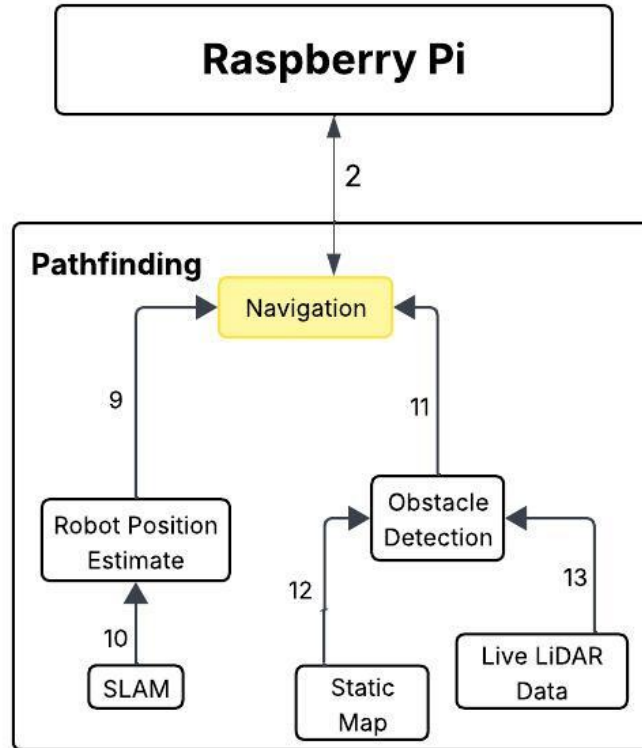 Raspberry Pi
2
Pathfinding
Navigation
9
11
Robot Position
Estimate
Obstacle
Detection
10
12
13
SLAM
Static
Map
Live LiDAR
Data